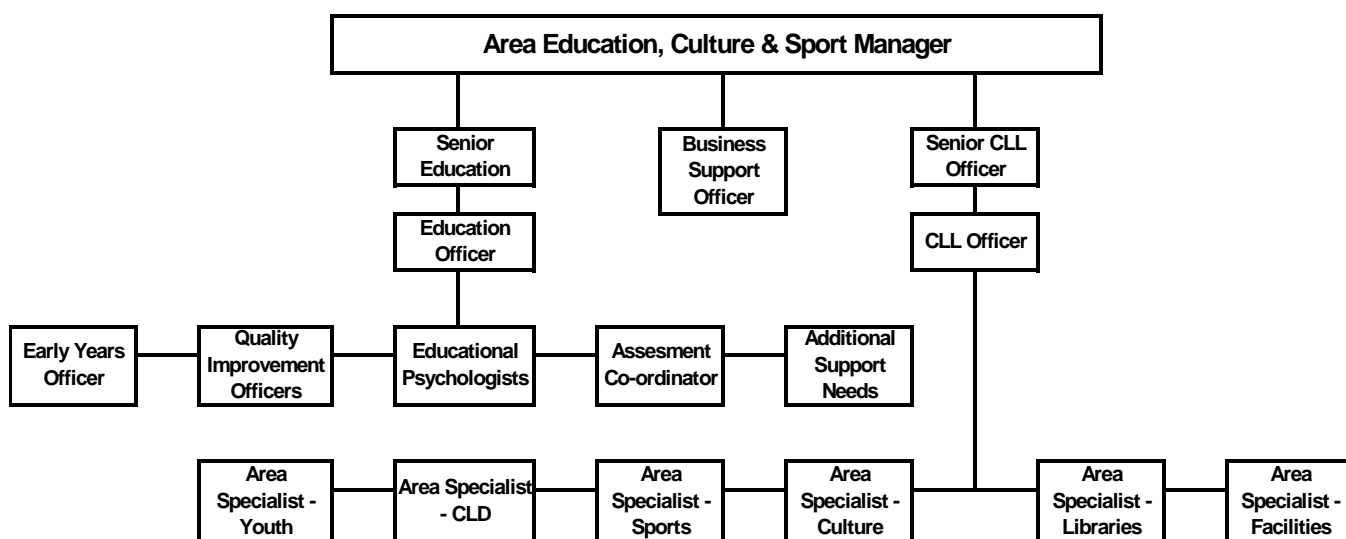 Area Education, Culture & Sport Manager
Senior
Education
Business
Support
Officer
Senior CLL
Officer
Education
Officer
CLL Officer
Early Years
Officer
Quality
Improvement
Officers
Educational
Psychologists
Assesment
Co-ordinator
Additional
Support
Needs
Area
Specialist -
Youth
Area Specialist
- CLD
Area
Specialist -
Sports
Area
Specialist -
Culture
Area
Specialist -
Libraries
Area
Specialist -
Facilities